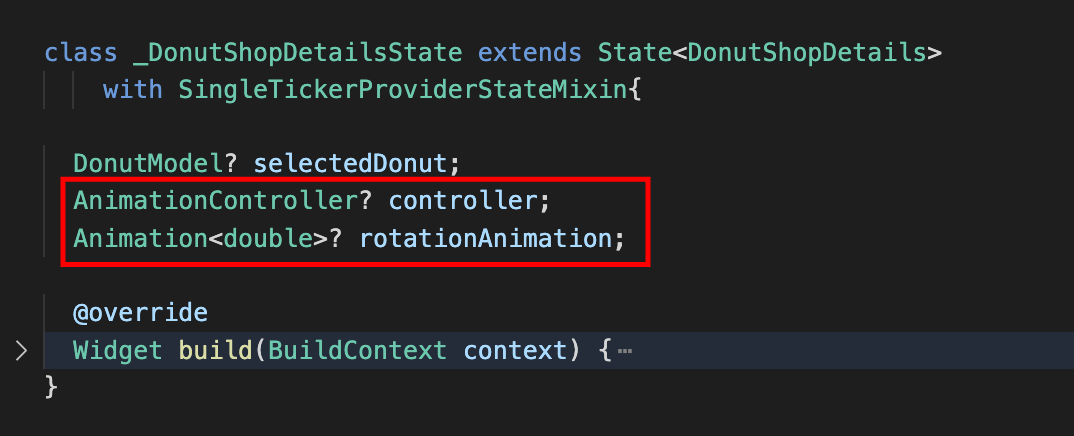 class _DonutShopDetailsState extends State<DonutShopDetails>
with SingleTickerProviderStateMixin{
DonutModel? selectedDonut;
AnimationController? controller;
Animation<double>? rotationAnimation;
@override
Widget build(BuildContext context) {⋯
}